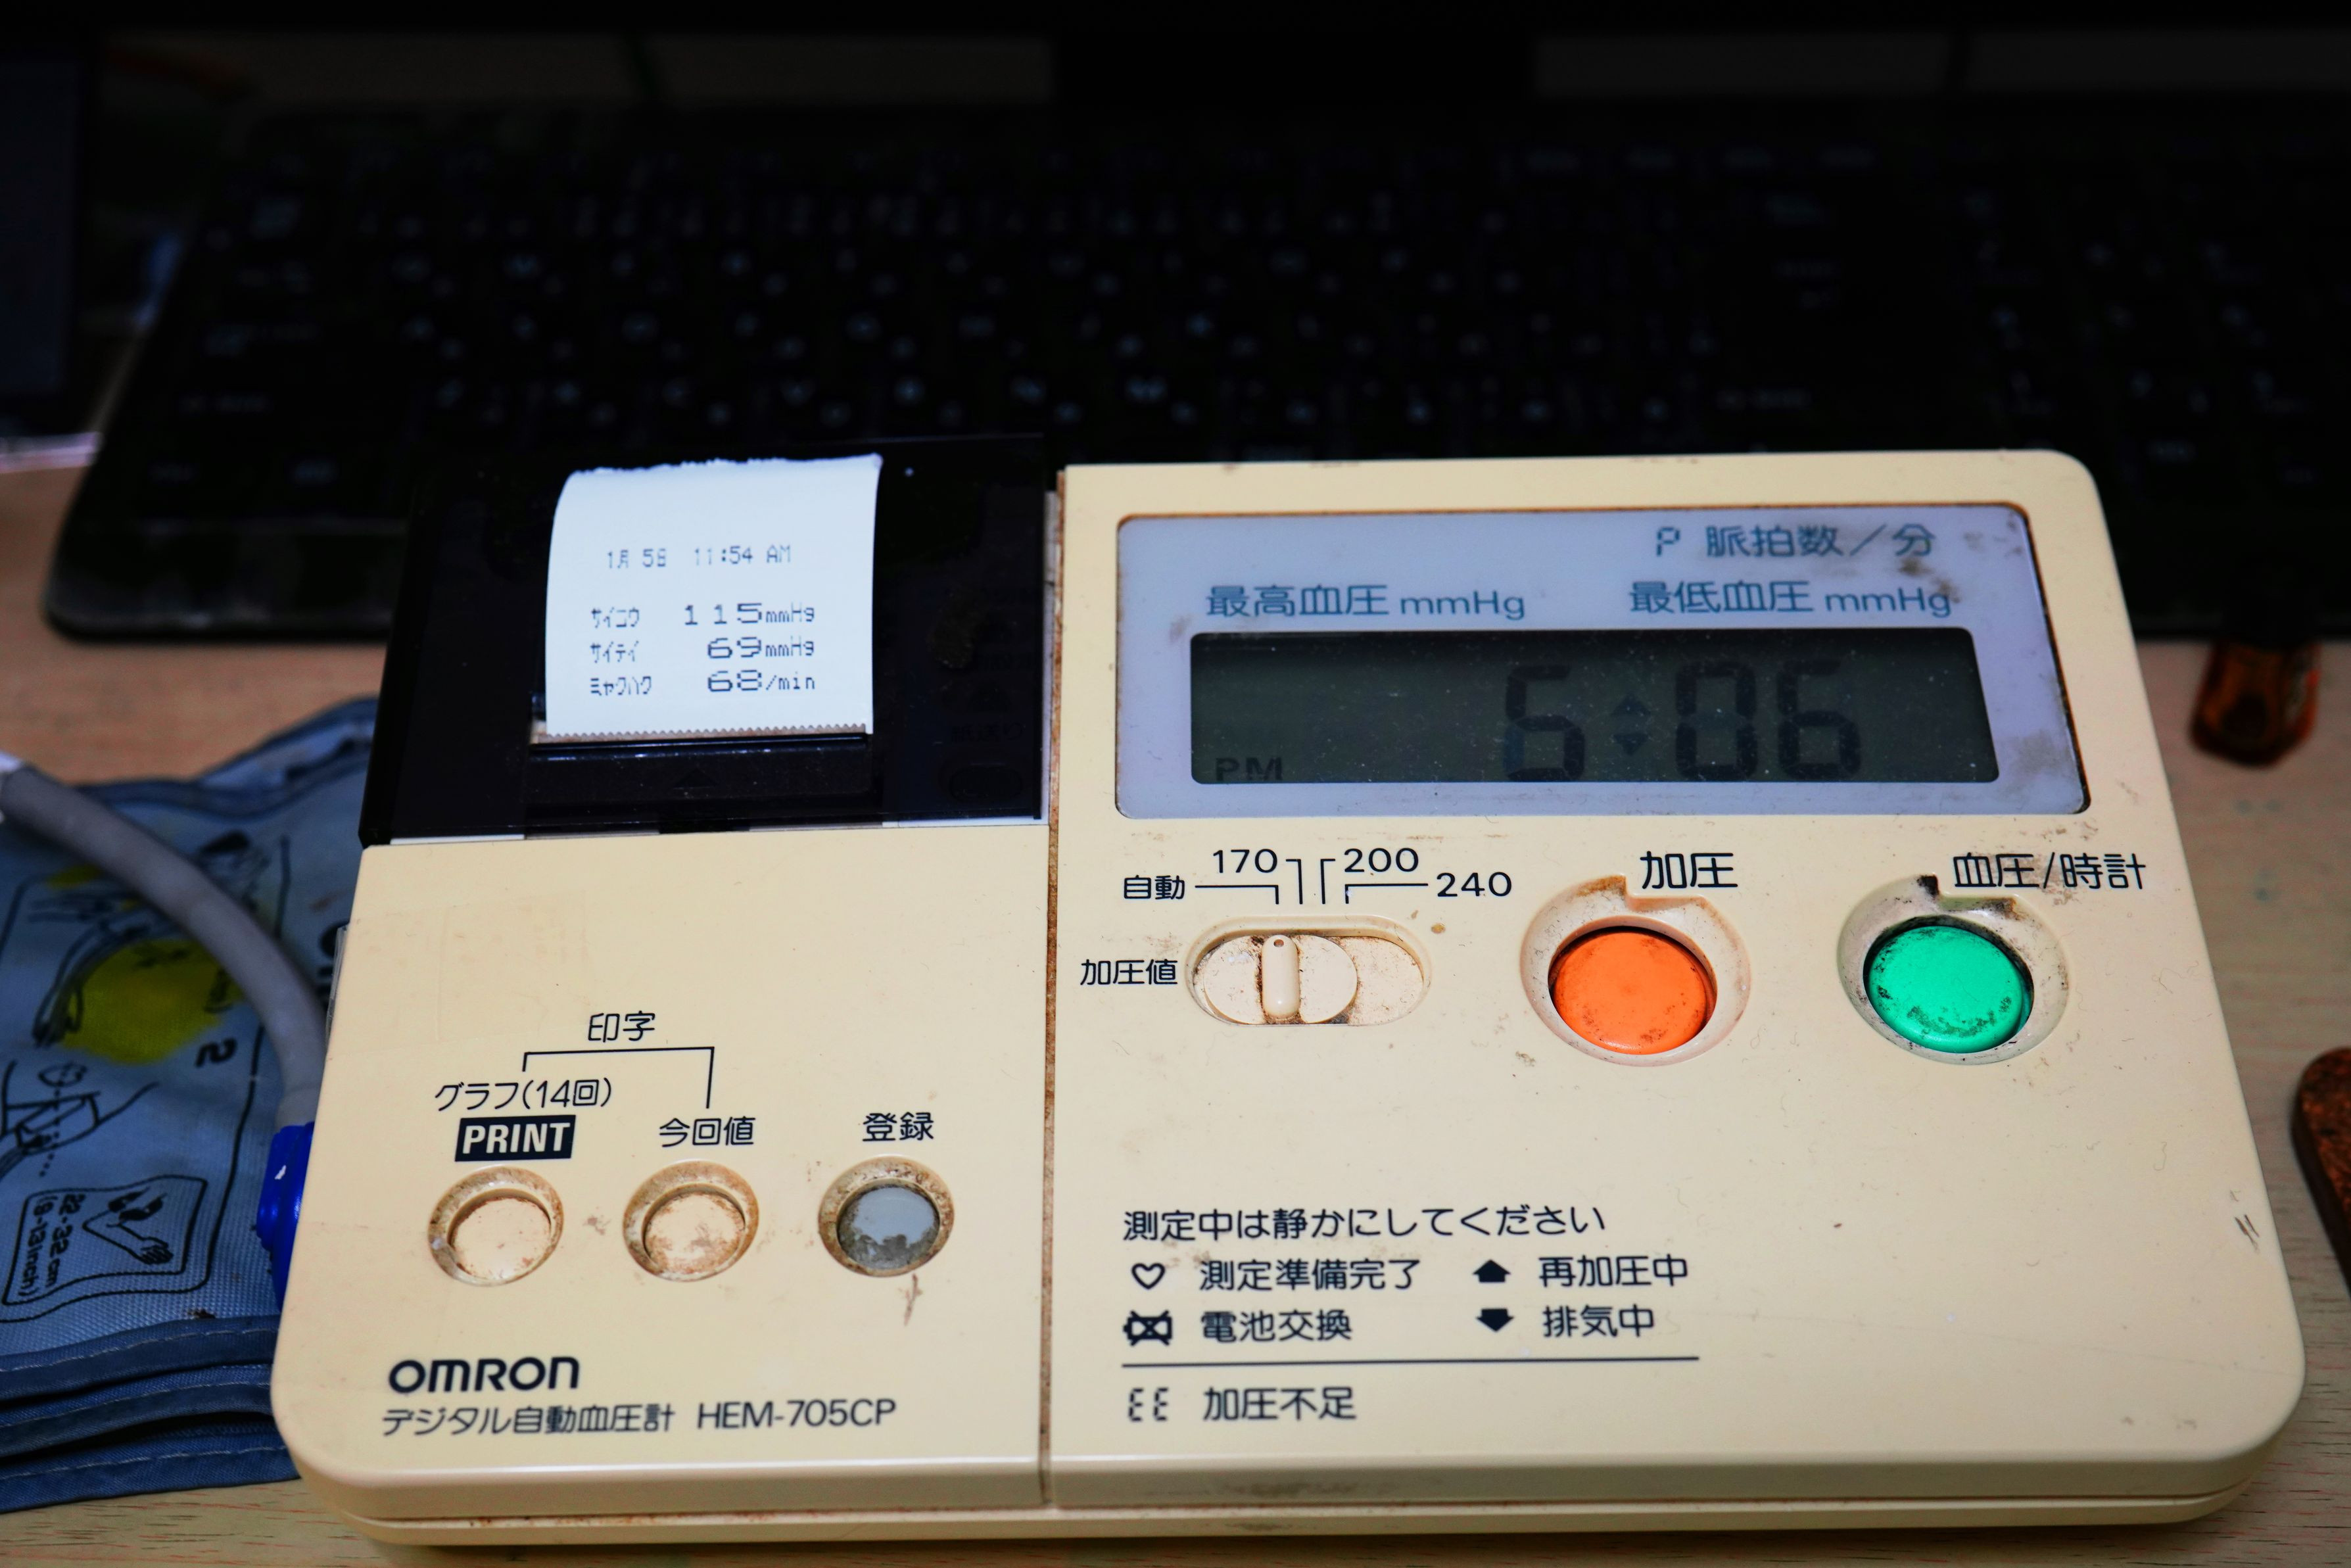 1月 5日 11:54 AM
サイコウ 115mmHg
サイテイ 69mmHg
ミャクハク 68/min
P 脈拍数/分
最高血圧 mmHg 最低血圧 mmHg
PM 5:06
自動 170 200 240
加圧値
加圧
血圧/時計
印字
グラフ(14回)
PRINT
今回値
登録
測定中は静かにしてください
測定準備完了 再加圧中
電池交換 排気中
EE 加圧不足
OMRON
デジタル自動血圧計 HEM-705CP
2
22-32cm
(9-13inch)